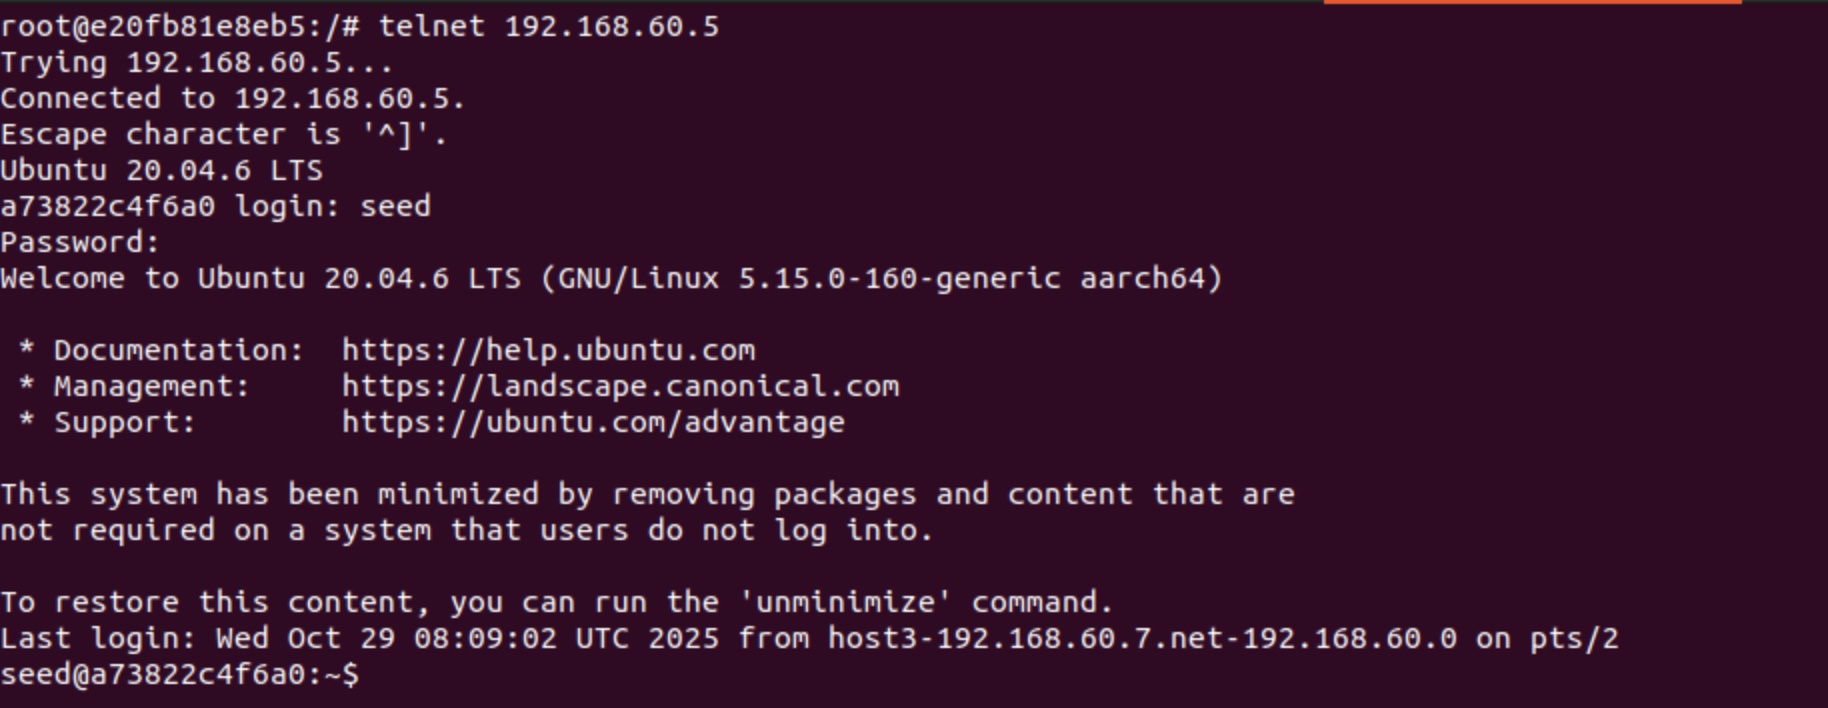 root@e20fb81e8eb5:/# telnet 192.168.60.5
Trying 192.168.60.5...
Connected to 192.168.60.5.
Escape character is '^]'.
Ubuntu 20.04.6 LTS
a73822c4f6a0 login: seed
Password:
Welcome to Ubuntu 20.04.6 LTS (GNU/Linux 5.15.0-160-generic aarch64)

 * Documentation:  https://help.ubuntu.com
 * Management:     https://landscape.canonical.com
 * Support:        https://ubuntu.com/advantage

This system has been minimized by removing packages and content that are
not required on a system that users do not log into.

To restore this content, you can run the 'unminimize' command.
Last login: Wed Oct 29 08:09:02 UTC 2025 from host3-192.168.60.7.net-192.168.60.0 on pts/2
seed@a73822c4f6a0:~$